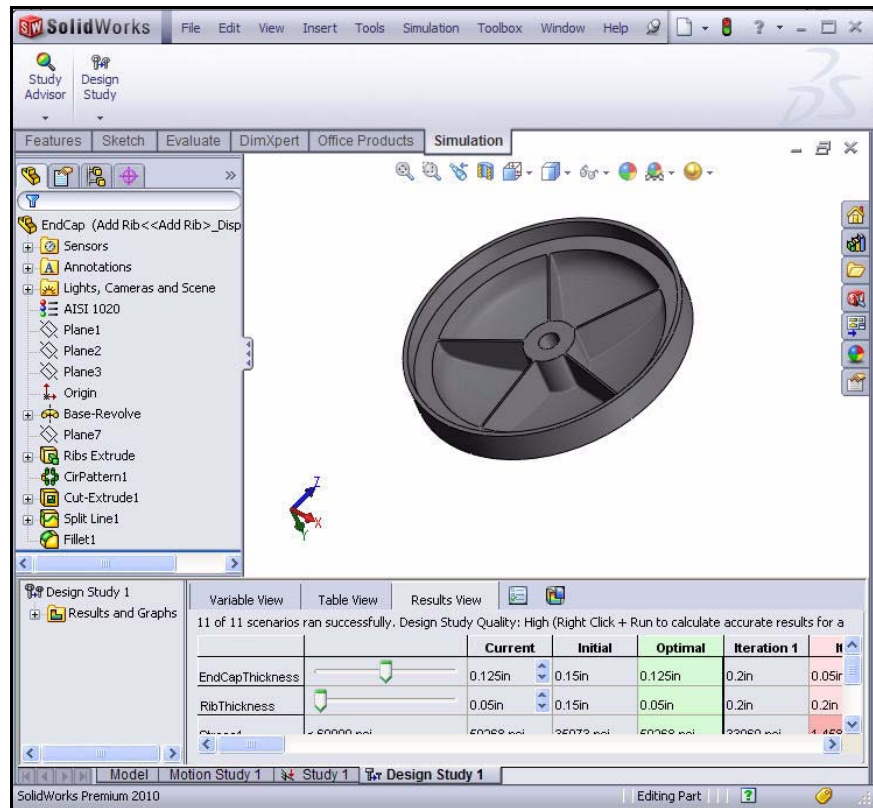 SolidWorks File Edit View Insert Tools Simulation Toolbox Window Help
Study Advisor
Design Study
Features Sketch Evaluate DimXpert Office Products Simulation
EndCap (Add Rib<<Add Rib>_Disp
Sensors
Annotations
Lights, Cameras and Scene
AISI 1020
Plane1
Plane2
Plane3
Origin
Base-Revolve
Plane7
Ribs Extrude
CirPattern1
Cut-Extrude1
Split Line1
Fillet1
Z
X
Y
Design Study 1
Results and Graphs
Variable View Table View Results View
11 of 11 scenarios ran successfully. Design Study Quality: High (Right Click + Run to calculate accurate results for a
Current Initial Optimal Iteration 1 It
EndCapThickness 0.125in 0.15in 0.125in 0.2in 0.05in
RibThickness 0.05in 0.15in 0.05in 0.2in 0.2in
Model Motion Study 1 Study 1 Design Study 1
SolidWorks Premium 2010 Editing Part